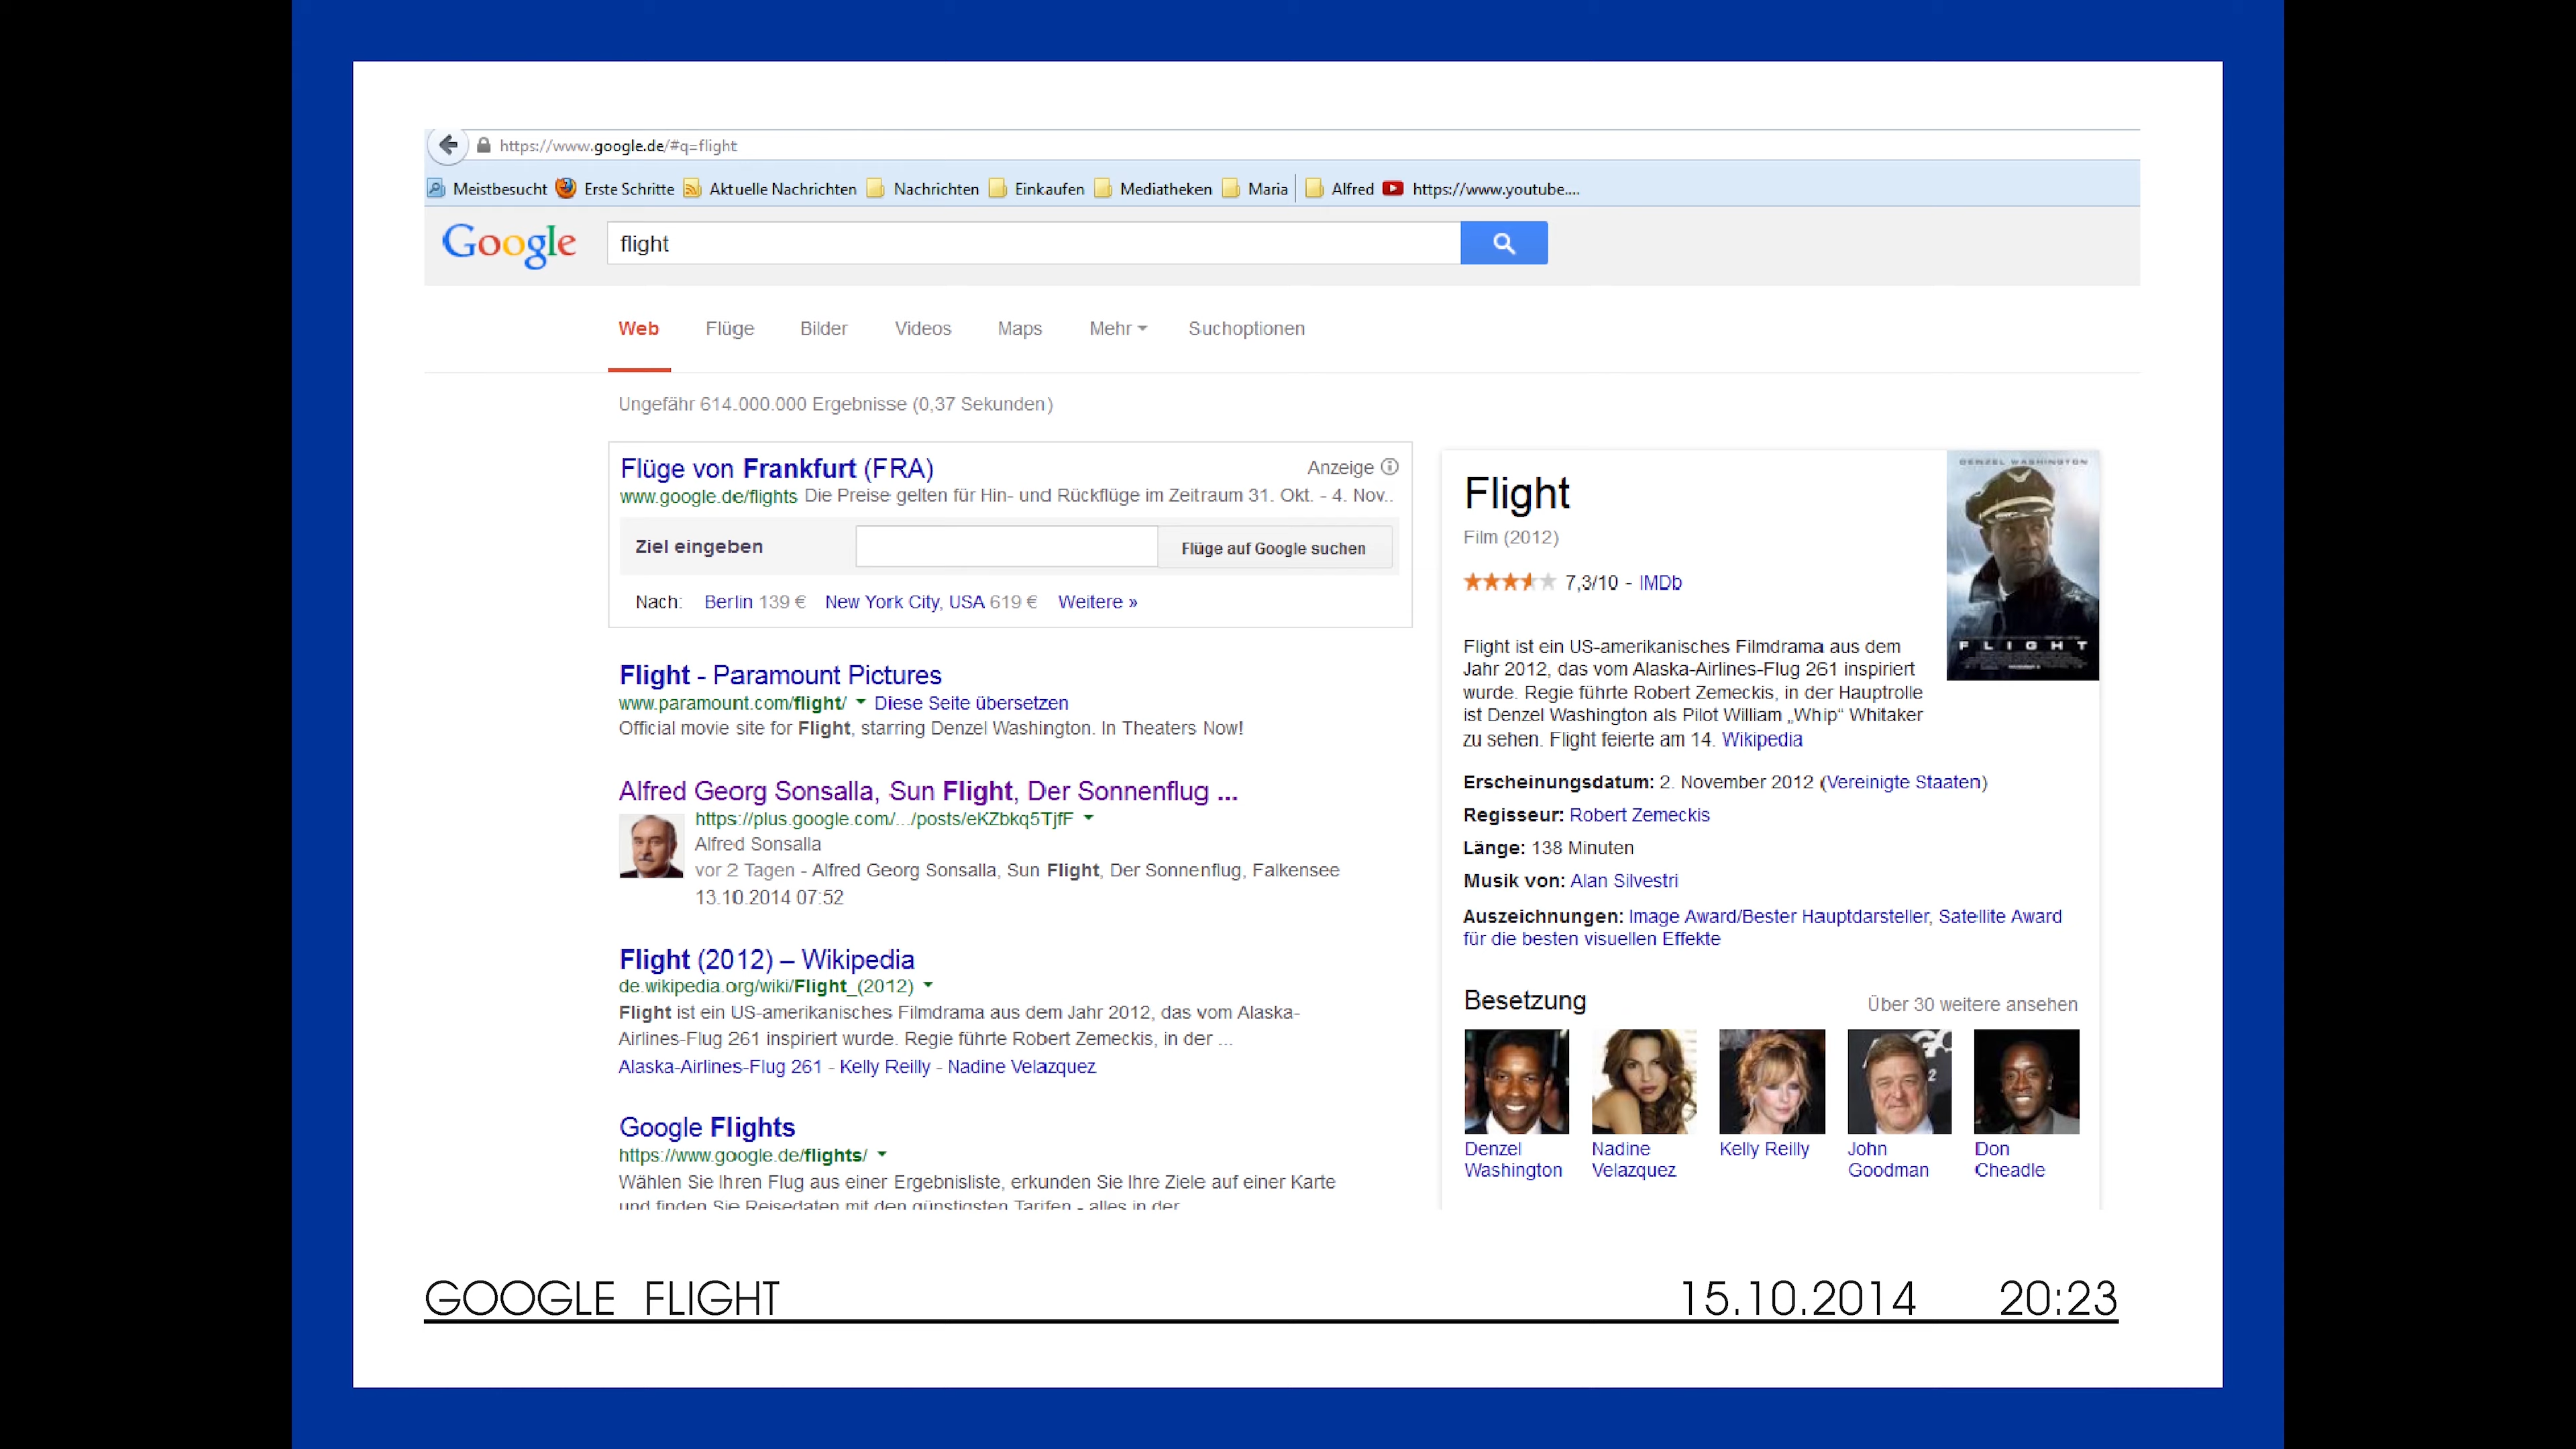 https://www.google.de/#q=flight
Meistbesucht Erste Schritte Aktuelle Nachrichten Nachrichten Einkaufen Mediatheken Maria Alfred https://www.youtube....
Google flight
Web Flüge Bilder Videos Maps Mehr Suchoptionen
Ungefähr 614.000.000 Ergebnisse (0,37 Sekunden)
Flüge von Frankfurt (FRA) Anzeige
www.google.de/flights Die Preise gelten für Hin- und Rückflüge im Zeitraum 31. Okt. - 4. Nov..
Ziel eingeben Flüge auf Google suchen
Nach: Berlin 139 € New York City, USA 619 € Weitere »
Flight - Paramount Pictures
www.paramount.com/flight/ Diese Seite übersetzen
Official movie site for Flight, starring Denzel Washington. In Theaters Now!
Alfred Georg Sonsalla, Sun Flight, Der Sonnenflug ...
https://plus.google.com/.../posts/eKZbkq5TjfF
Alfred Sonsalla
vor 2 Tagen - Alfred Georg Sonsalla, Sun Flight, Der Sonnenflug, Falkensee
13.10.2014 07:52
Flight (2012) – Wikipedia
de.wikipedia.org/wiki/Flight_(2012)
Flight ist ein US-amerikanisches Filmdrama aus dem Jahr 2012, das vom Alaska-
Airlines-Flug 261 inspiriert wurde. Regie führte Robert Zemeckis, in der ...
Alaska-Airlines-Flug 261 - Kelly Reilly - Nadine Velazquez
Google Flights
https://www.google.de/flights/
Wählen Sie Ihren Flug aus einer Ergebnisliste, erkunden Sie Ihre Ziele auf einer Karte
und finden Sie Reisedaten mit den günstigsten Tarifen - alles in der
Flight
Film (2012)
7,3/10 - IMDb
DENZEL WASHINGTON
FLIGHT
Flight ist ein US-amerikanisches Filmdrama aus dem
Jahr 2012, das vom Alaska-Airlines-Flug 261 inspiriert
wurde. Regie führte Robert Zemeckis, in der Hauptrolle
ist Denzel Washington als Pilot William „Whip“ Whitaker
zu sehen. Flight feierte am 14. Wikipedia
Erscheinungsdatum: 2. November 2012 (Vereinigte Staaten)
Regisseur: Robert Zemeckis
Länge: 138 Minuten
Musik von: Alan Silvestri
Auszeichnungen: Image Award/Bester Hauptdarsteller, Satellite Award
für die besten visuellen Effekte
Besetzung Über 30 weitere ansehen
Denzel
Washington
Nadine
Velazquez
Kelly Reilly
John
Goodman
Don
Cheadle
GOOGLE FLIGHT 15.10.2014 20:23